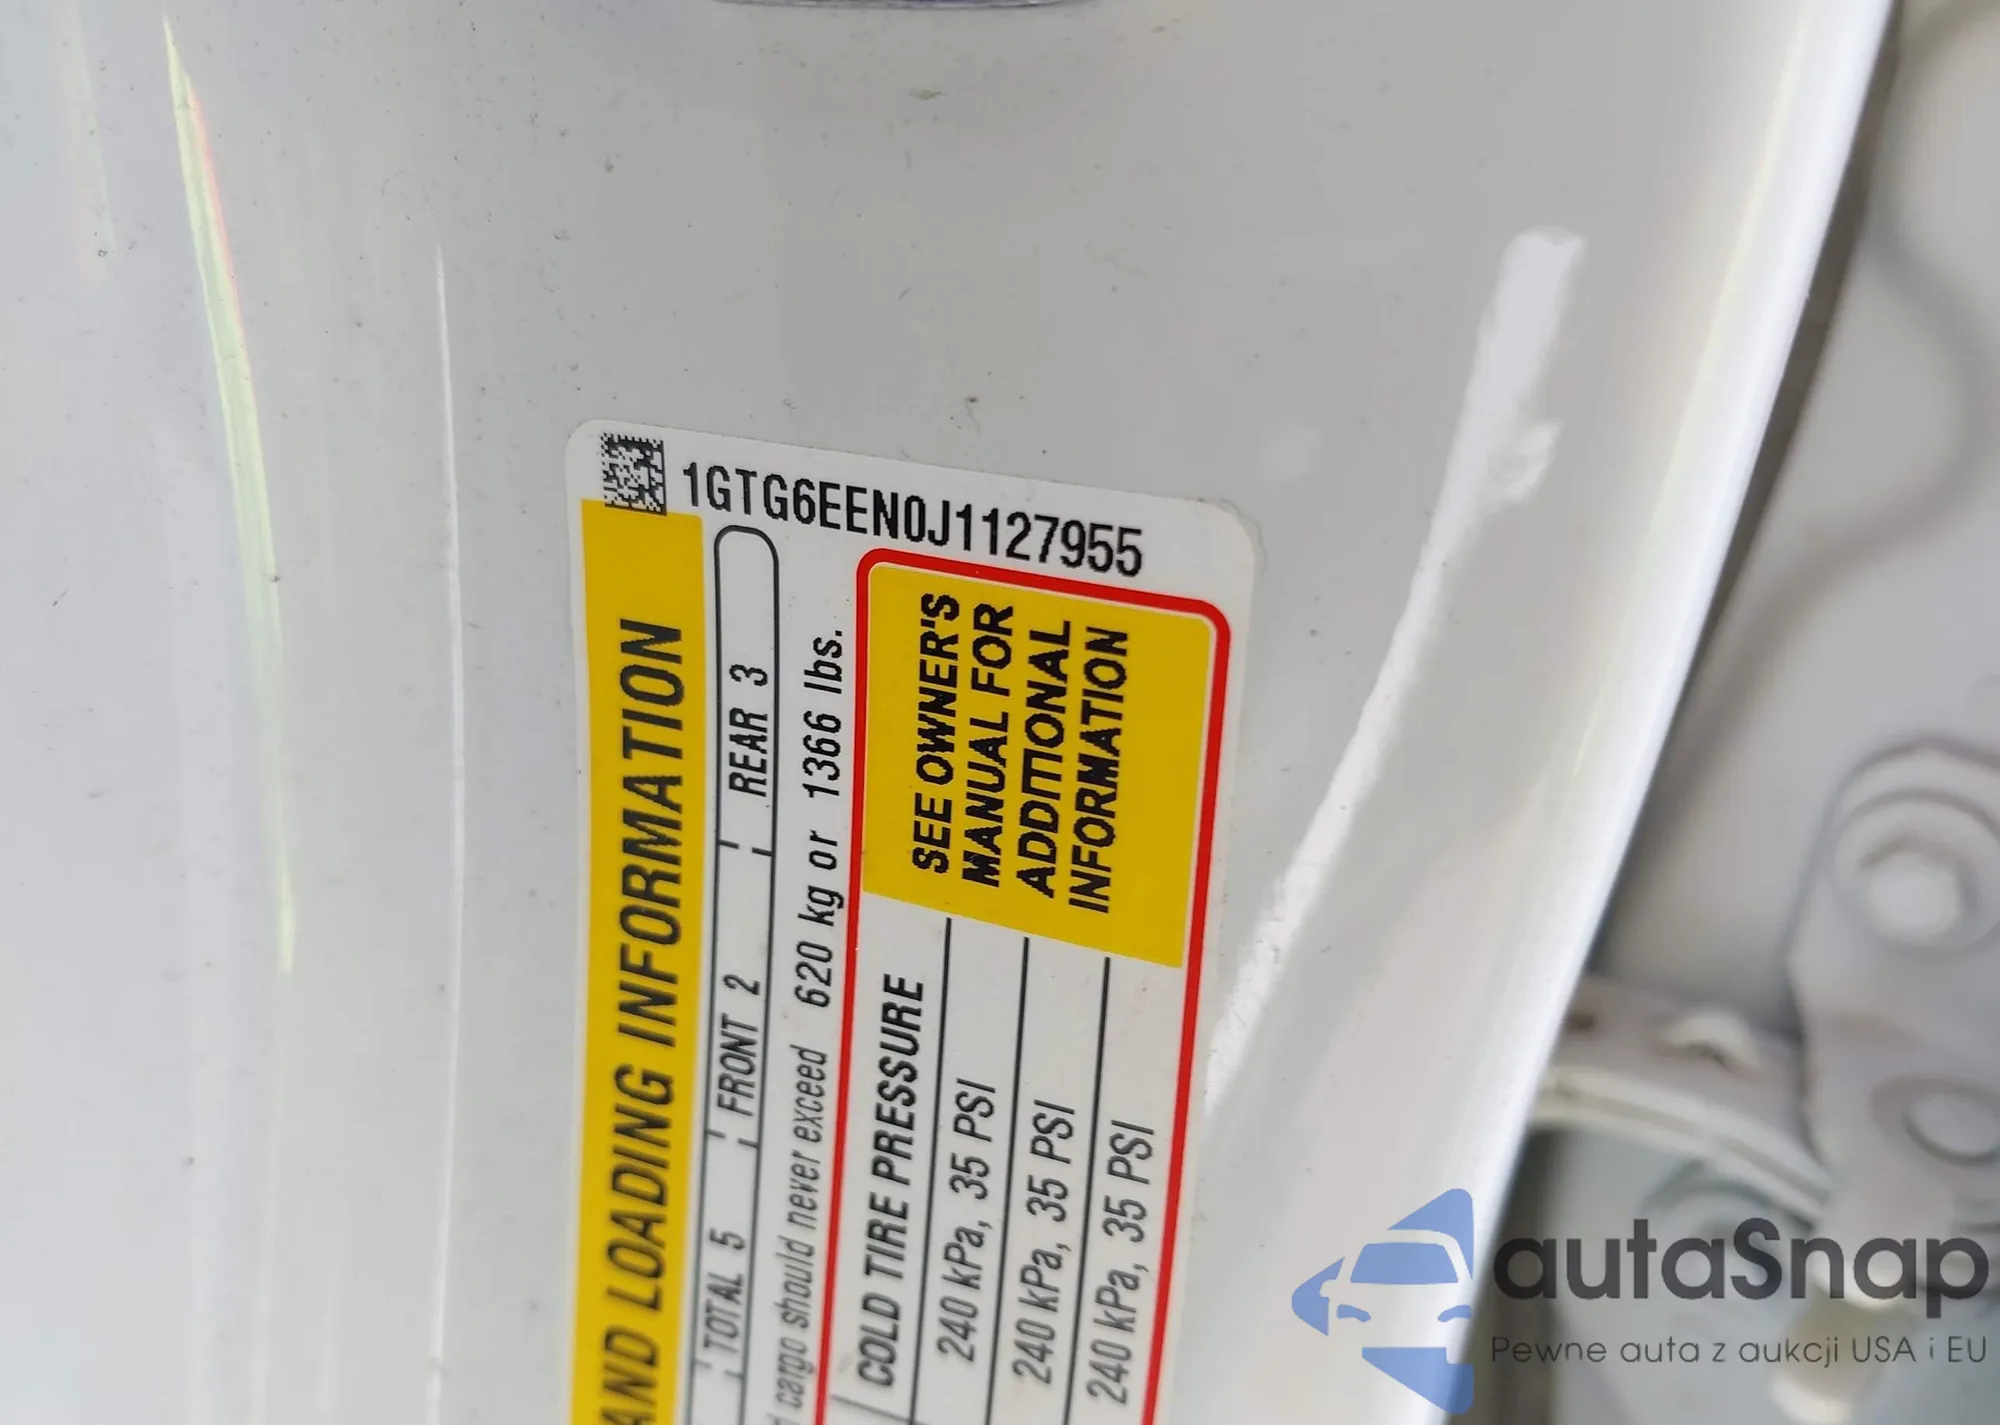 1GTG6EEN0J1127955
AND LOADING INFORMATION
TOTAL 5 FRONT 2 REAR 3
cargo should never exceed 620 kg or 1366 lbs.
COLD TIRE PRESSURE
240 kPa, 35 PSI
240 kPa, 35 PSI
240 kPa, 35 PSI
SEE OWNER'S
MANUAL FOR
ADDITIONAL
INFORMATION
autaSnap
Pewne auta z aukcji USA i EU